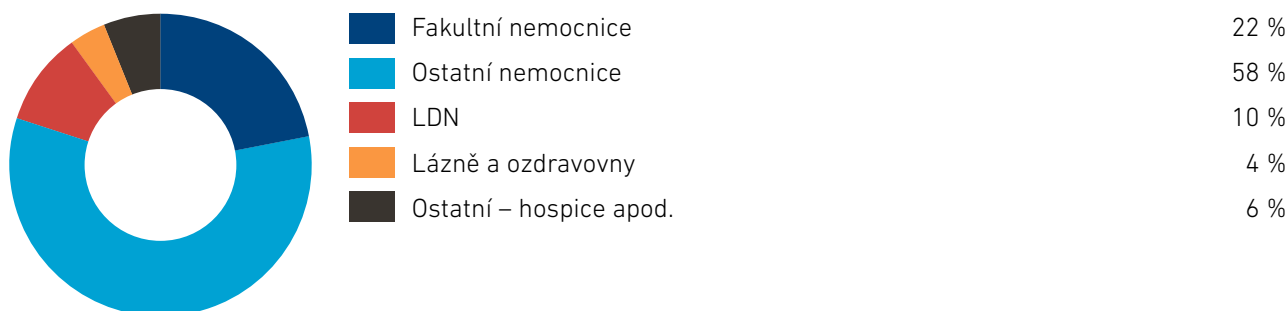 Fakultní nemocnice 22 %
Ostatní nemocnice 58 %
LDN 10 %
Lázně a ozdravovny 4 %
Ostatní – hospice apod. 6 %